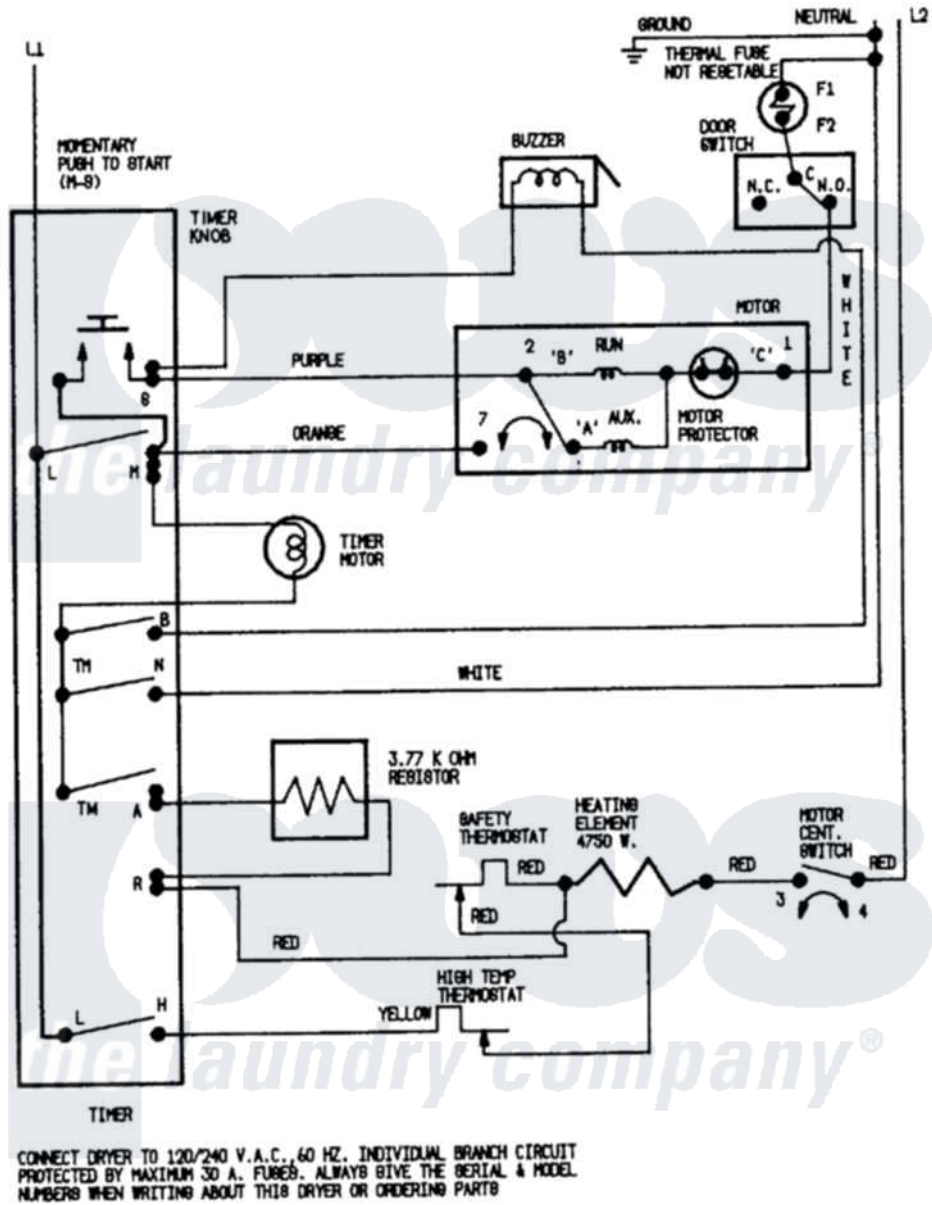 L1
GROUND
NEUTRAL
L2
THERMAL FUSE
NOT RESETABLE
F1
F2
MOMENTARY
PUSH TO START
(M-S)
BUZZER
DOOR
SWITCH
N.C.
C
N.O.
TIMER
KNOB
WHITE
MOTOR
PURPLE
2
'B'
RUN
'C'
1
S
7
'A'
AUX.
MOTOR
PROTECTOR
ORANGE
L
M
TIMER
MOTOR
B
TM
N
WHITE
3.77 K OHM
RESISTOR
TM
A
SAFETY
THERMOSTAT
HEATING
ELEMENT
4750 W.
MOTOR
CENT.
SWITCH
RED
RED
RED
R
RED
3
4
RED
HIGH TEMP
THERMOSTAT
L
H
YELLOW
TIMER
the laundry company®
the laundry company®
CONNECT DRYER TO 120/240 V.A.C.,60 HZ. INDIVIDUAL BRANCH CIRCUIT
PROTECTED BY MAXIMUM 30 A. FUSES. ALWAYS GIVE THE SERIAL & MODEL
NUMBERS WHEN WRITING ABOUT THIS DRYER OR ORDERING PARTS